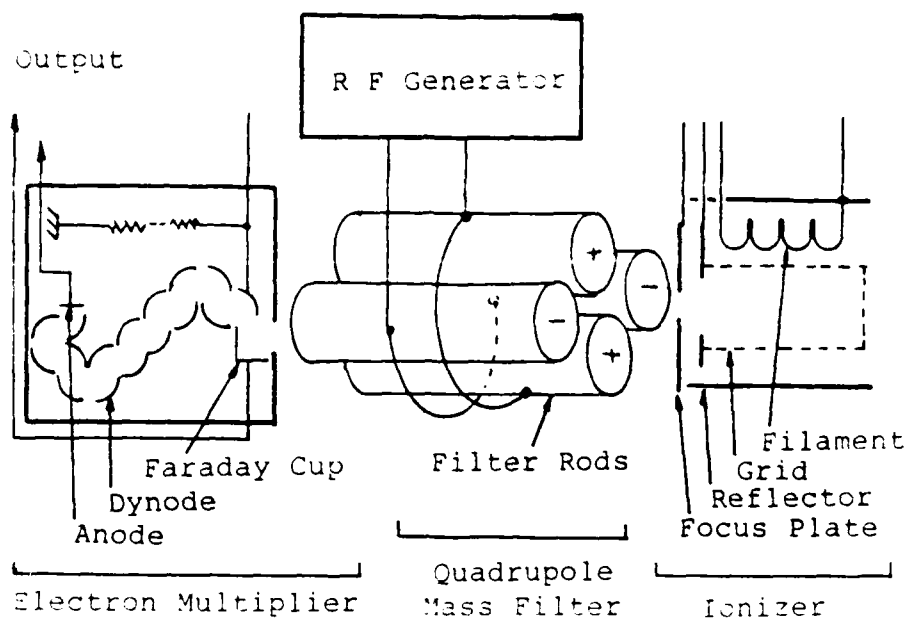 Output
R F Generator
+
−
−
+
Faraday Cup
Dynode
Anode
Filter Rods
Filament
Grid
Reflector
Focus Plate
Electron Multiplier
Quadrupole
Mass Filter
Ionizer